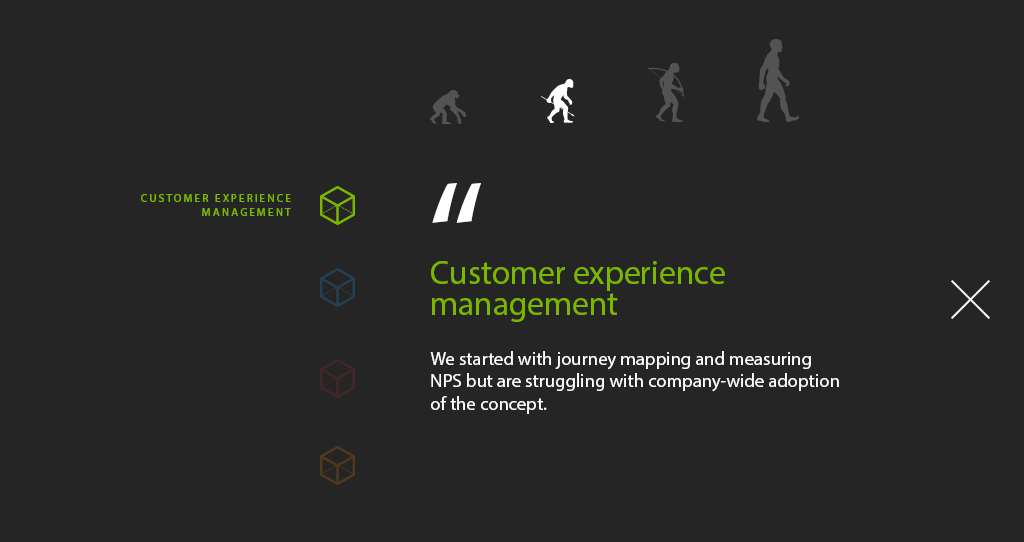 CUSTOMER EXPERIENCE
MANAGEMENT
“
Customer experience
management
We started with journey mapping and measuring
NPS but are struggling with company-wide adoption
of the concept.